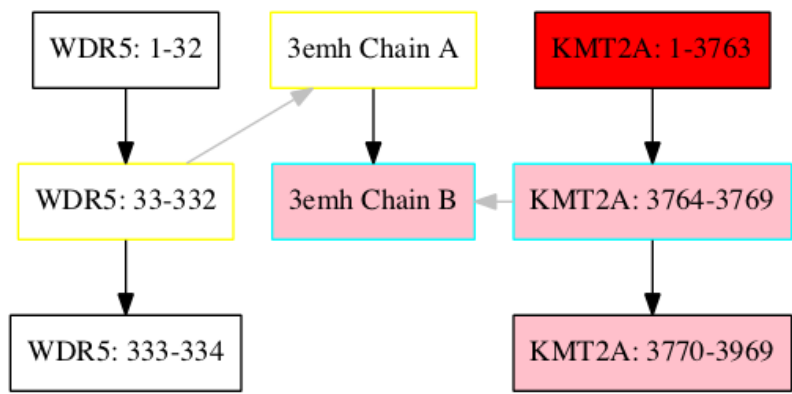 WDR5: 1-32
3emh Chain A
KMT2A: 1-3763
WDR5: 33-332
3emh Chain B
KMT2A: 3764-3769
WDR5: 333-334
KMT2A: 3770-3969